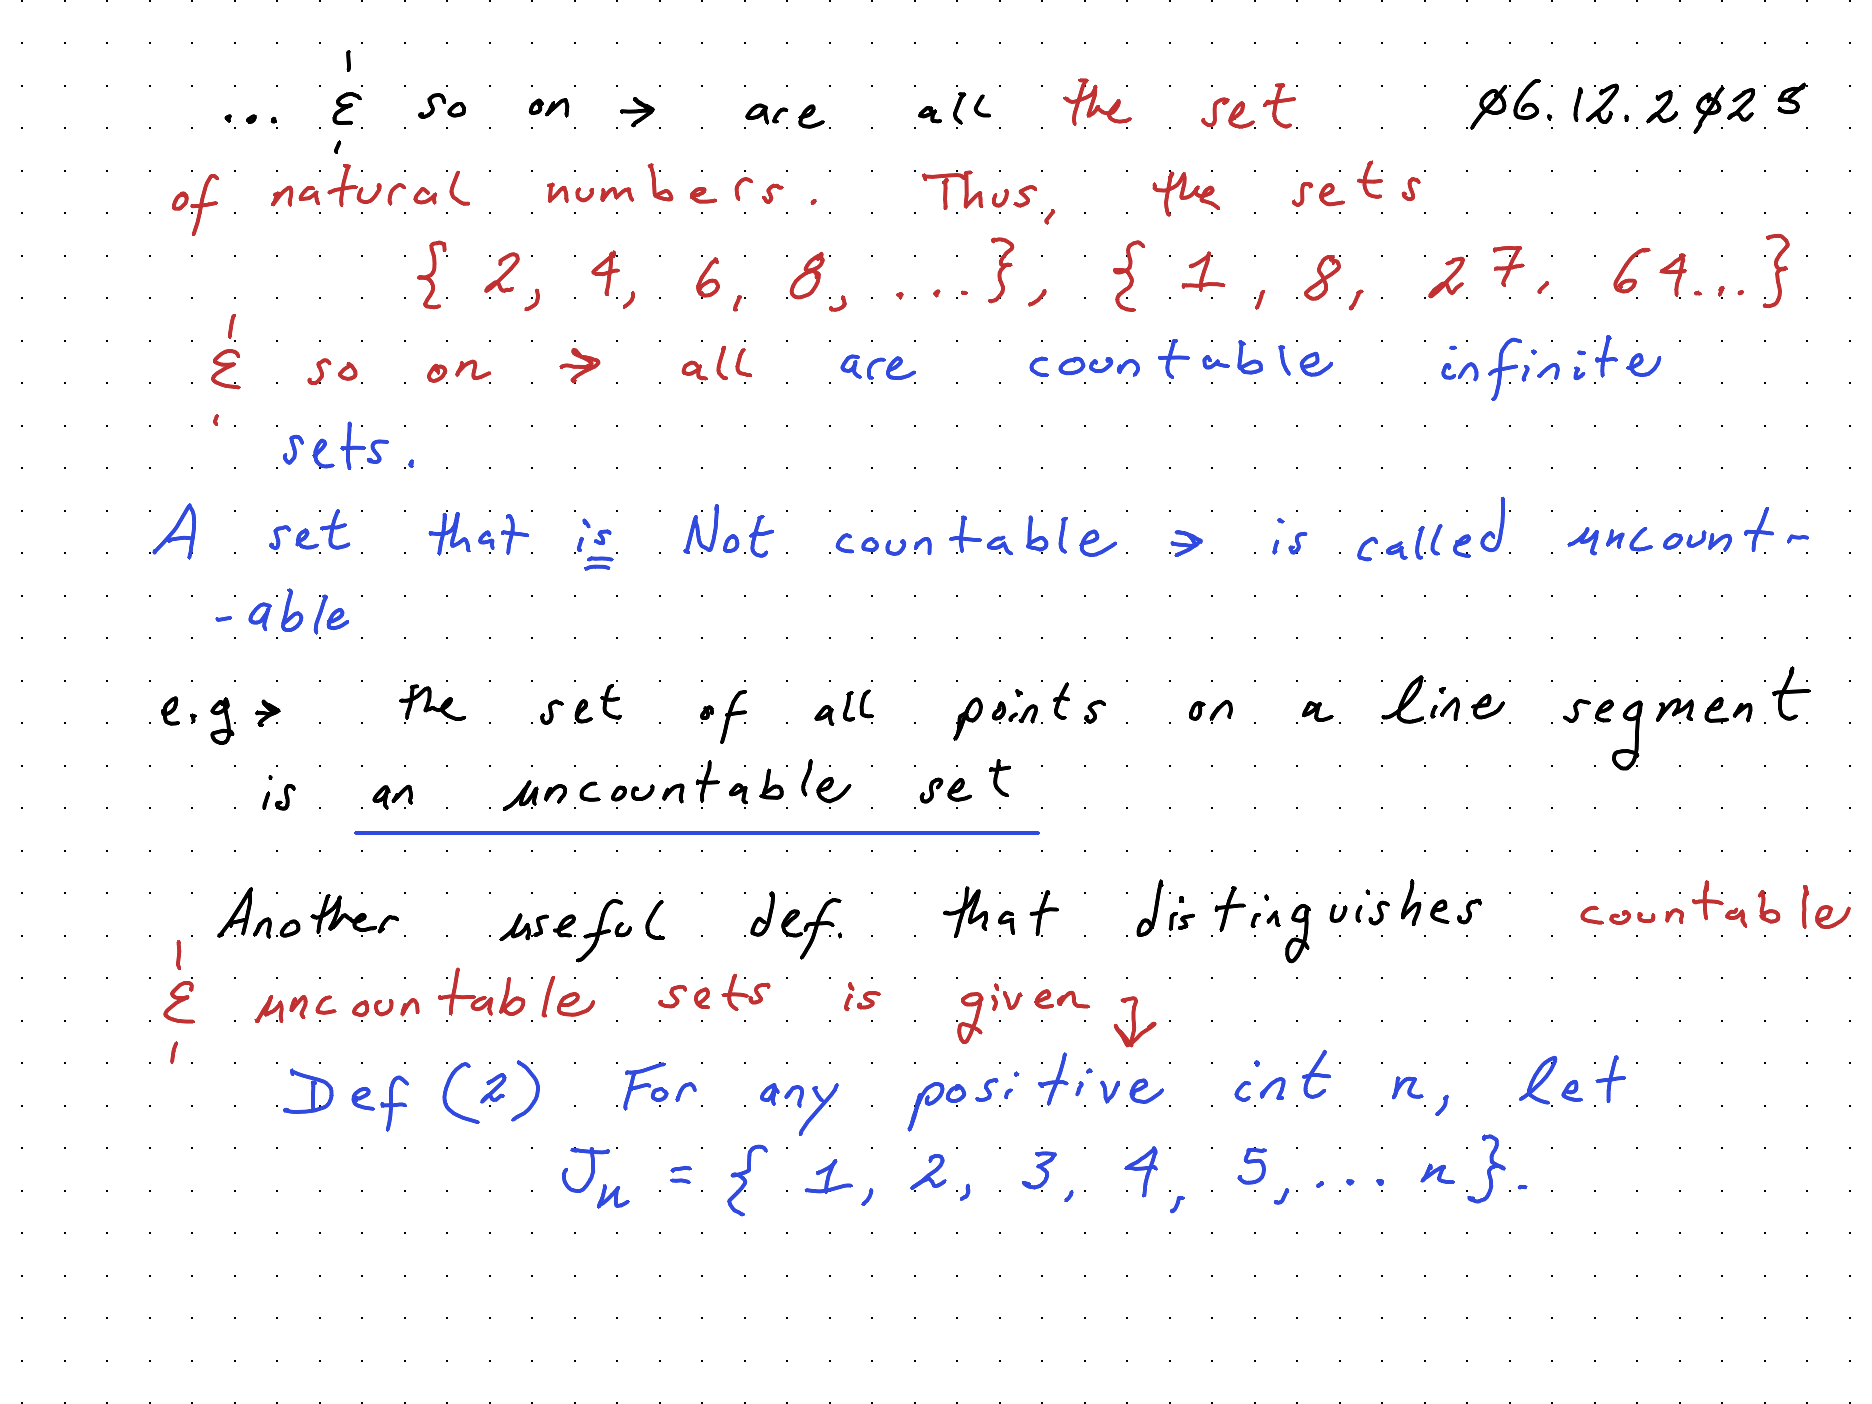 ... & so on → are all the set 06.12.2025
of natural numbers. Thus, the sets
{ 2, 4, 6, 8, ...}, { 1, 8, 27, 64...}
& so on → all are countable infinite
sets.
A set that is Not countable → is called uncount-
-able
e.g → the set of all points on a line segment
is an uncountable set
Another useful def. that distinguishes countable
& uncountable sets is given ↓
Def (2) For any positive int n, let
Jₙ = { 1, 2, 3, 4, 5, ... n}.